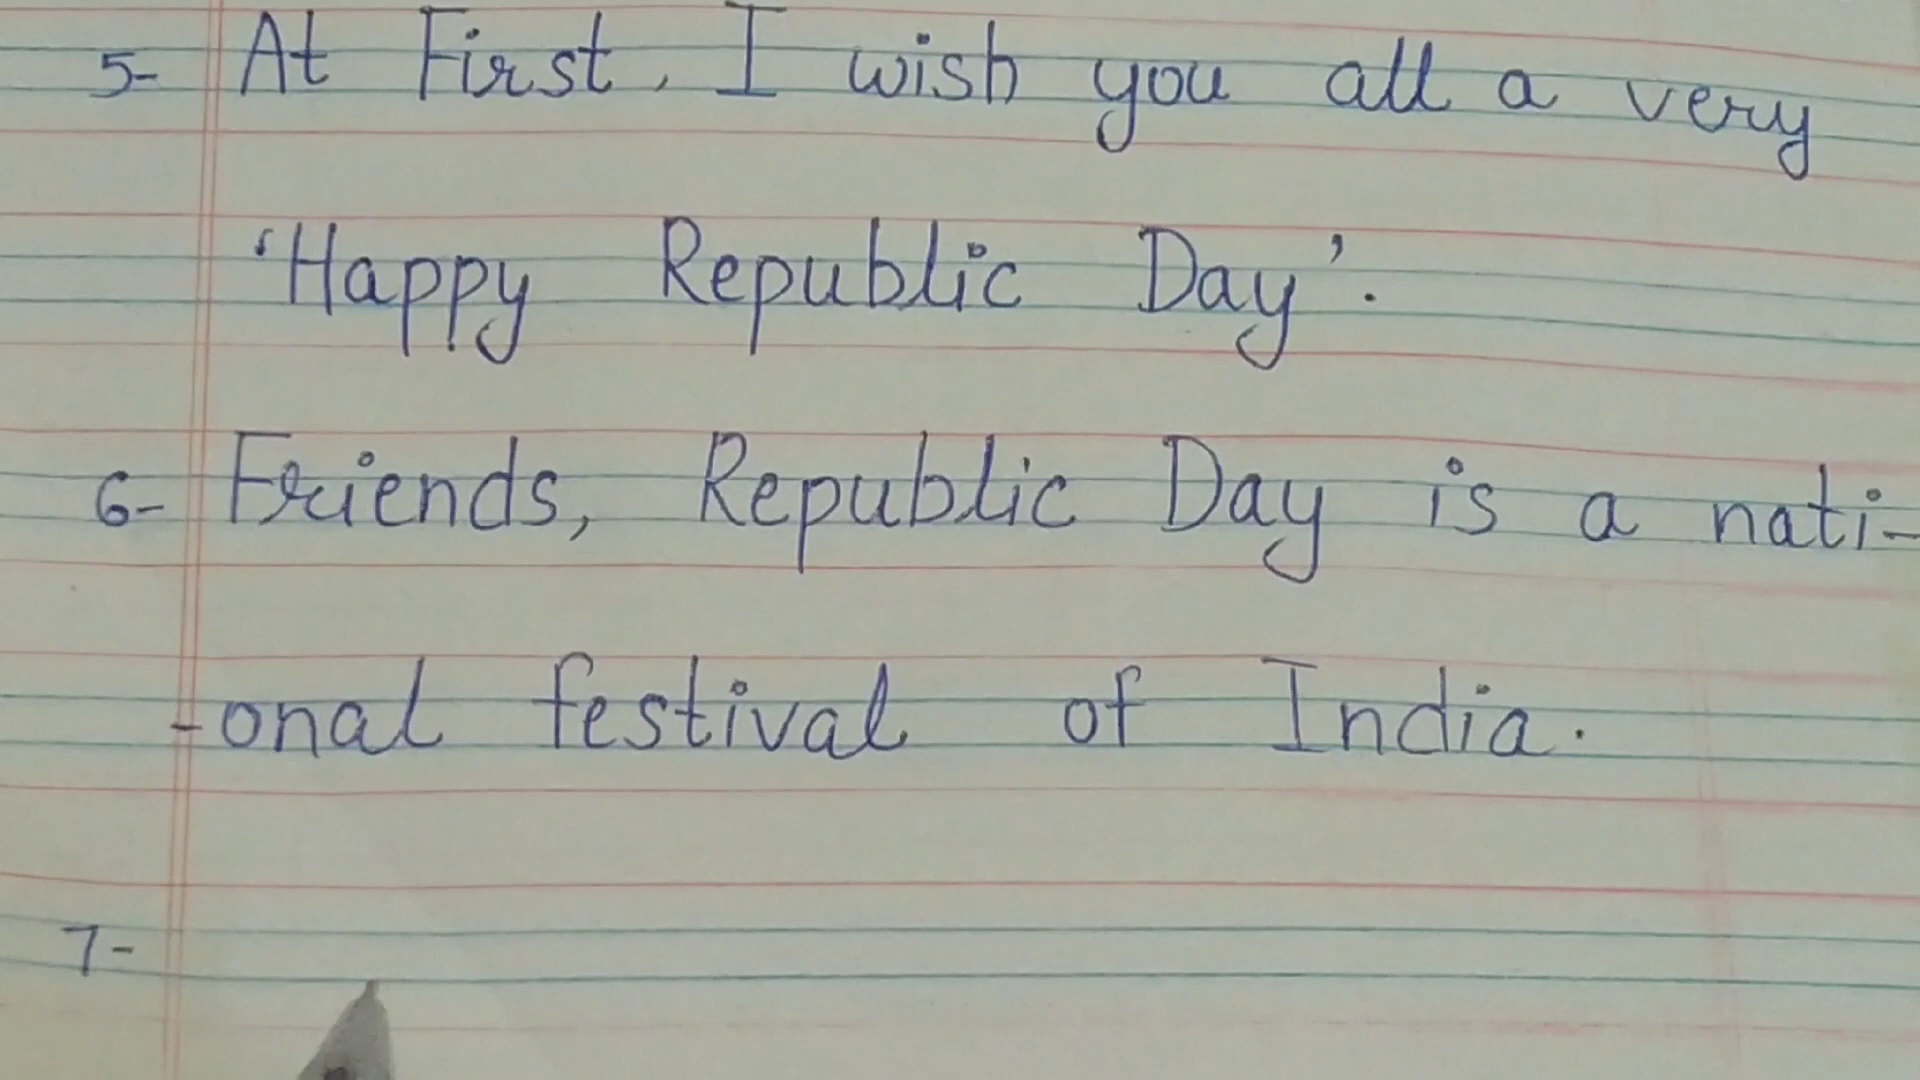 5- At First, I wish you all a very
'Happy Republic Day'.
6- Friends, Republic Day is a nati-
-onal festival of India.
7-